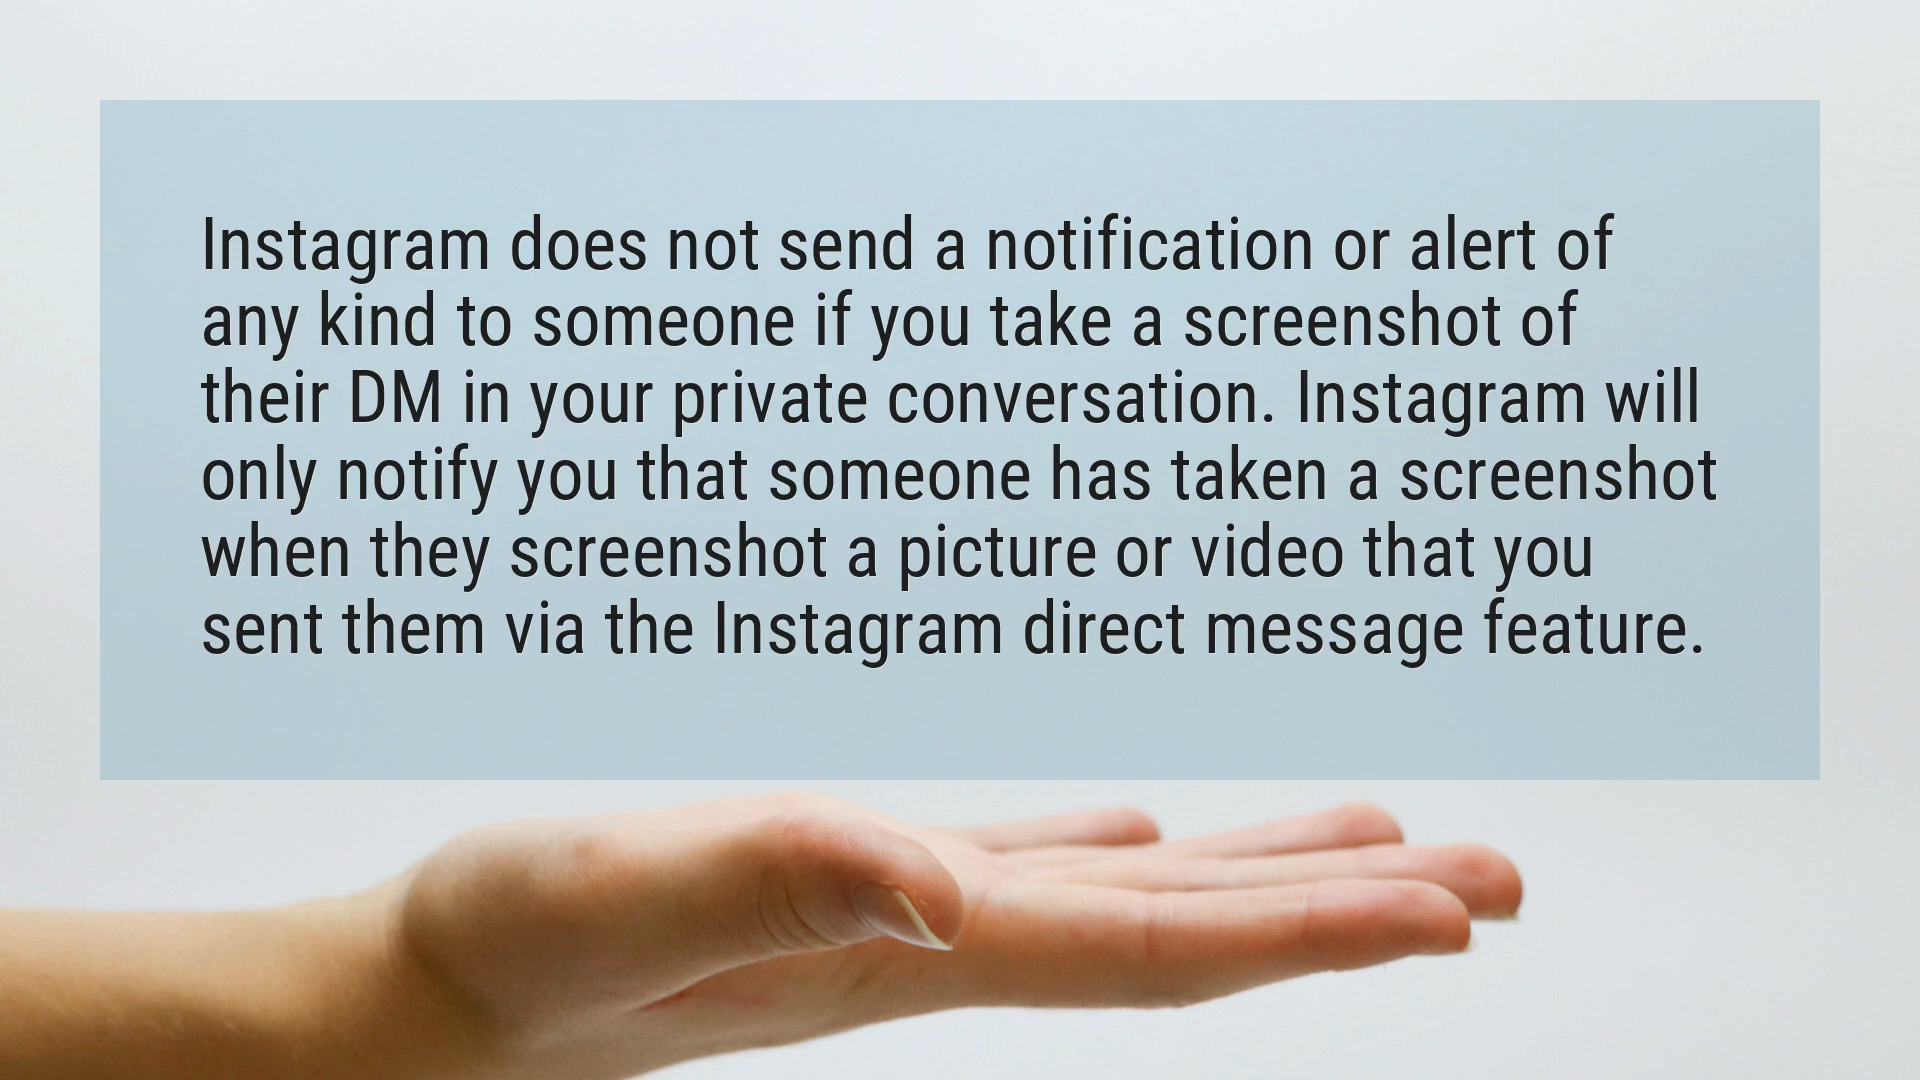 Instagram does not send a notification or alert of
any kind to someone if you take a screenshot of
their DM in your private conversation. Instagram will
only notify you that someone has taken a screenshot
when they screenshot a picture or video that you
sent them via the Instagram direct message feature.